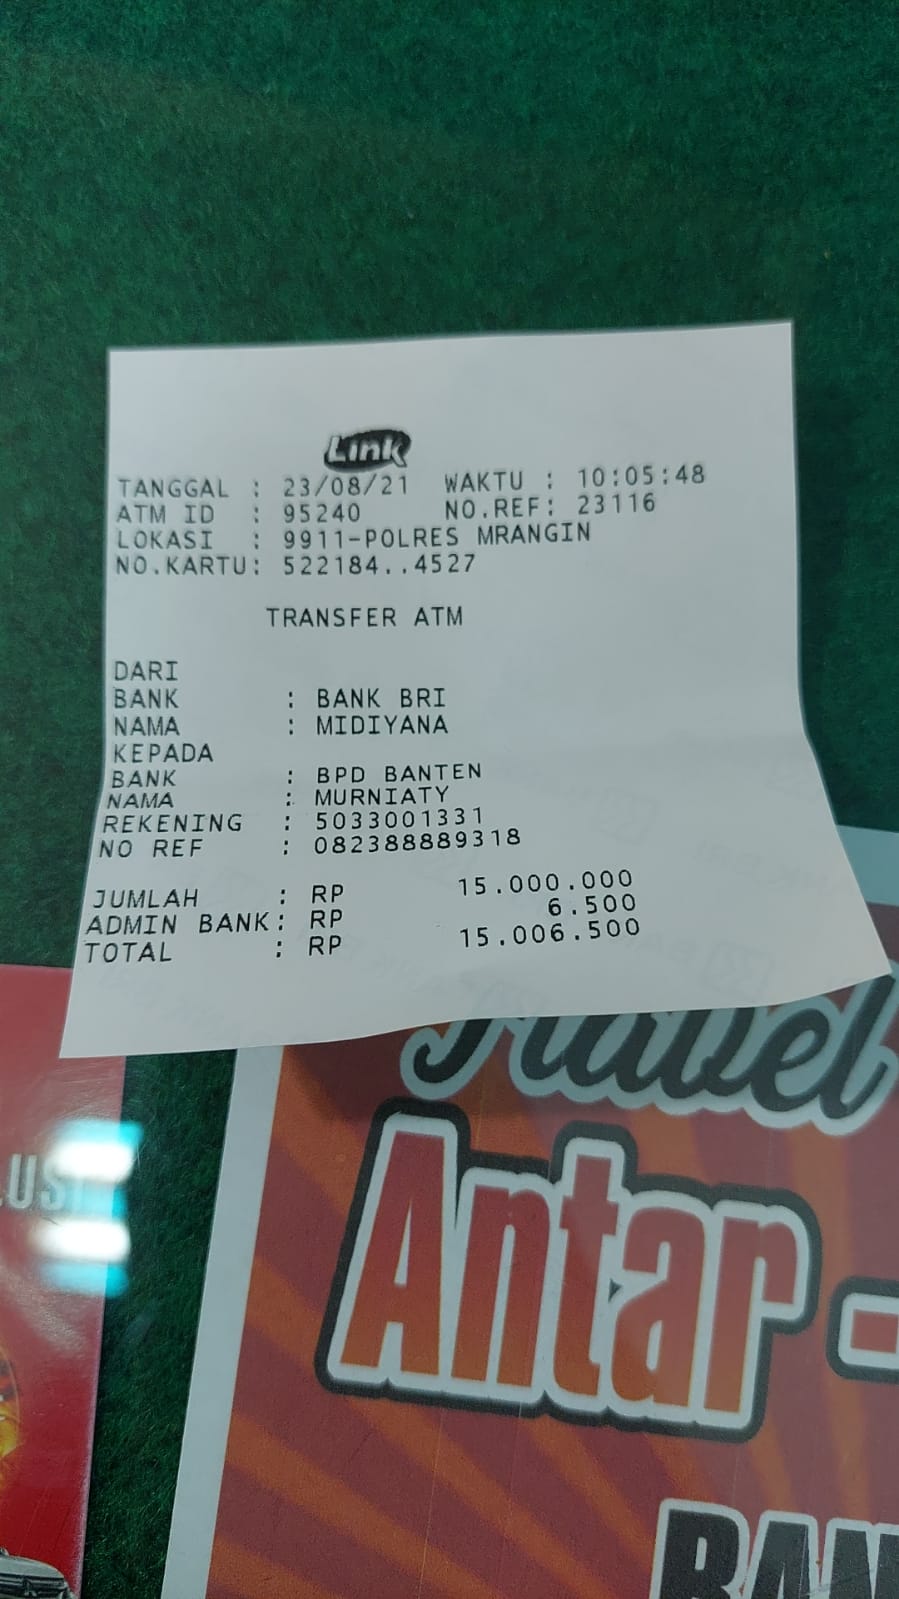 Link
TANGGAL : 23/08/21 WAKTU : 10:05:48
ATM ID : 95240 NO.REF: 23116
LOKASI : 9911-POLRES MRANGIN
NO.KARTU: 522184..4527
TRANSFER ATM
DARI
BANK : BANK BRI
NAMA : MIDIYANA
KEPADA
BANK : BPD BANTEN
NAMA : MURNIATY
REKENING : 5033001331
NO REF : 082388889318
JUMLAH : RP 15.000.000
ADMIN BANK: RP 6.500
TOTAL : RP 15.006.500
Travel
Antar -